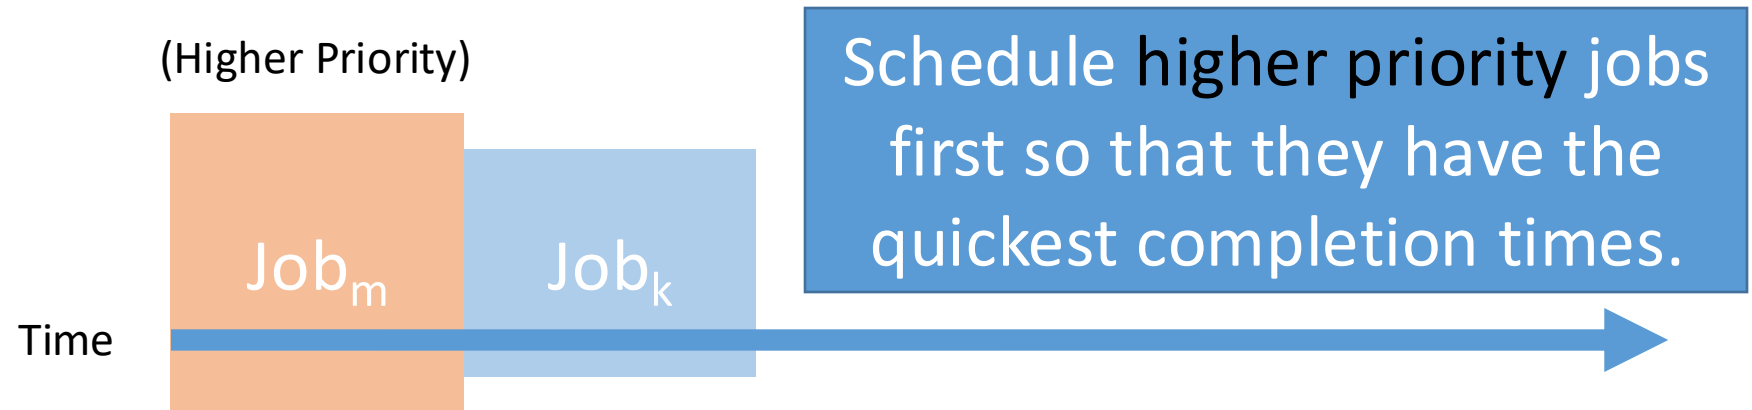 (Higher Priority)
Schedule higher priority jobs
first so that they have the
quickest completion times.
Jobm
Jobk
Time